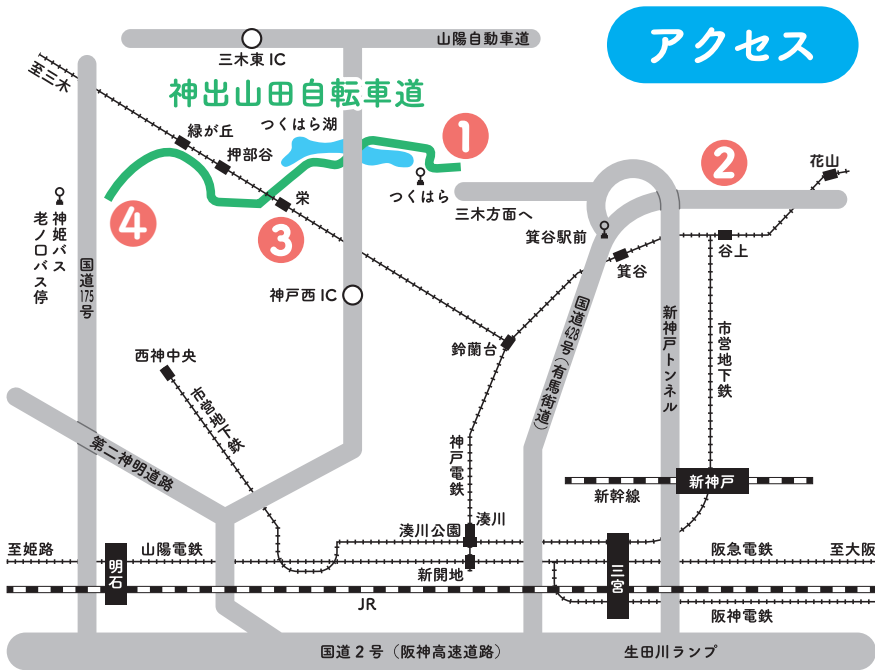 アクセス
山陽自動車道
三木東IC
至三木
神出山田自転車道
つくはら湖
緑が丘
押部谷
1
2
花山
つくはら
三木方面へ
栄
3
4
神姫バス
老ノ口バス停
箕谷駅前
箕谷
谷上
国道175号
神戸西IC
国道428号(有馬街道)
新神戸トンネル
市営地下鉄
鈴蘭台
西神中央
市営地下鉄
第二神明道路
神戸電鉄
新神戸
新幹線
湊川
湊川公園
至姫路
山陽電鉄
明石
新開地
三宮
阪急電鉄
至大阪
JR
阪神電鉄
国道2号(阪神高速道路)
生田川ランプ